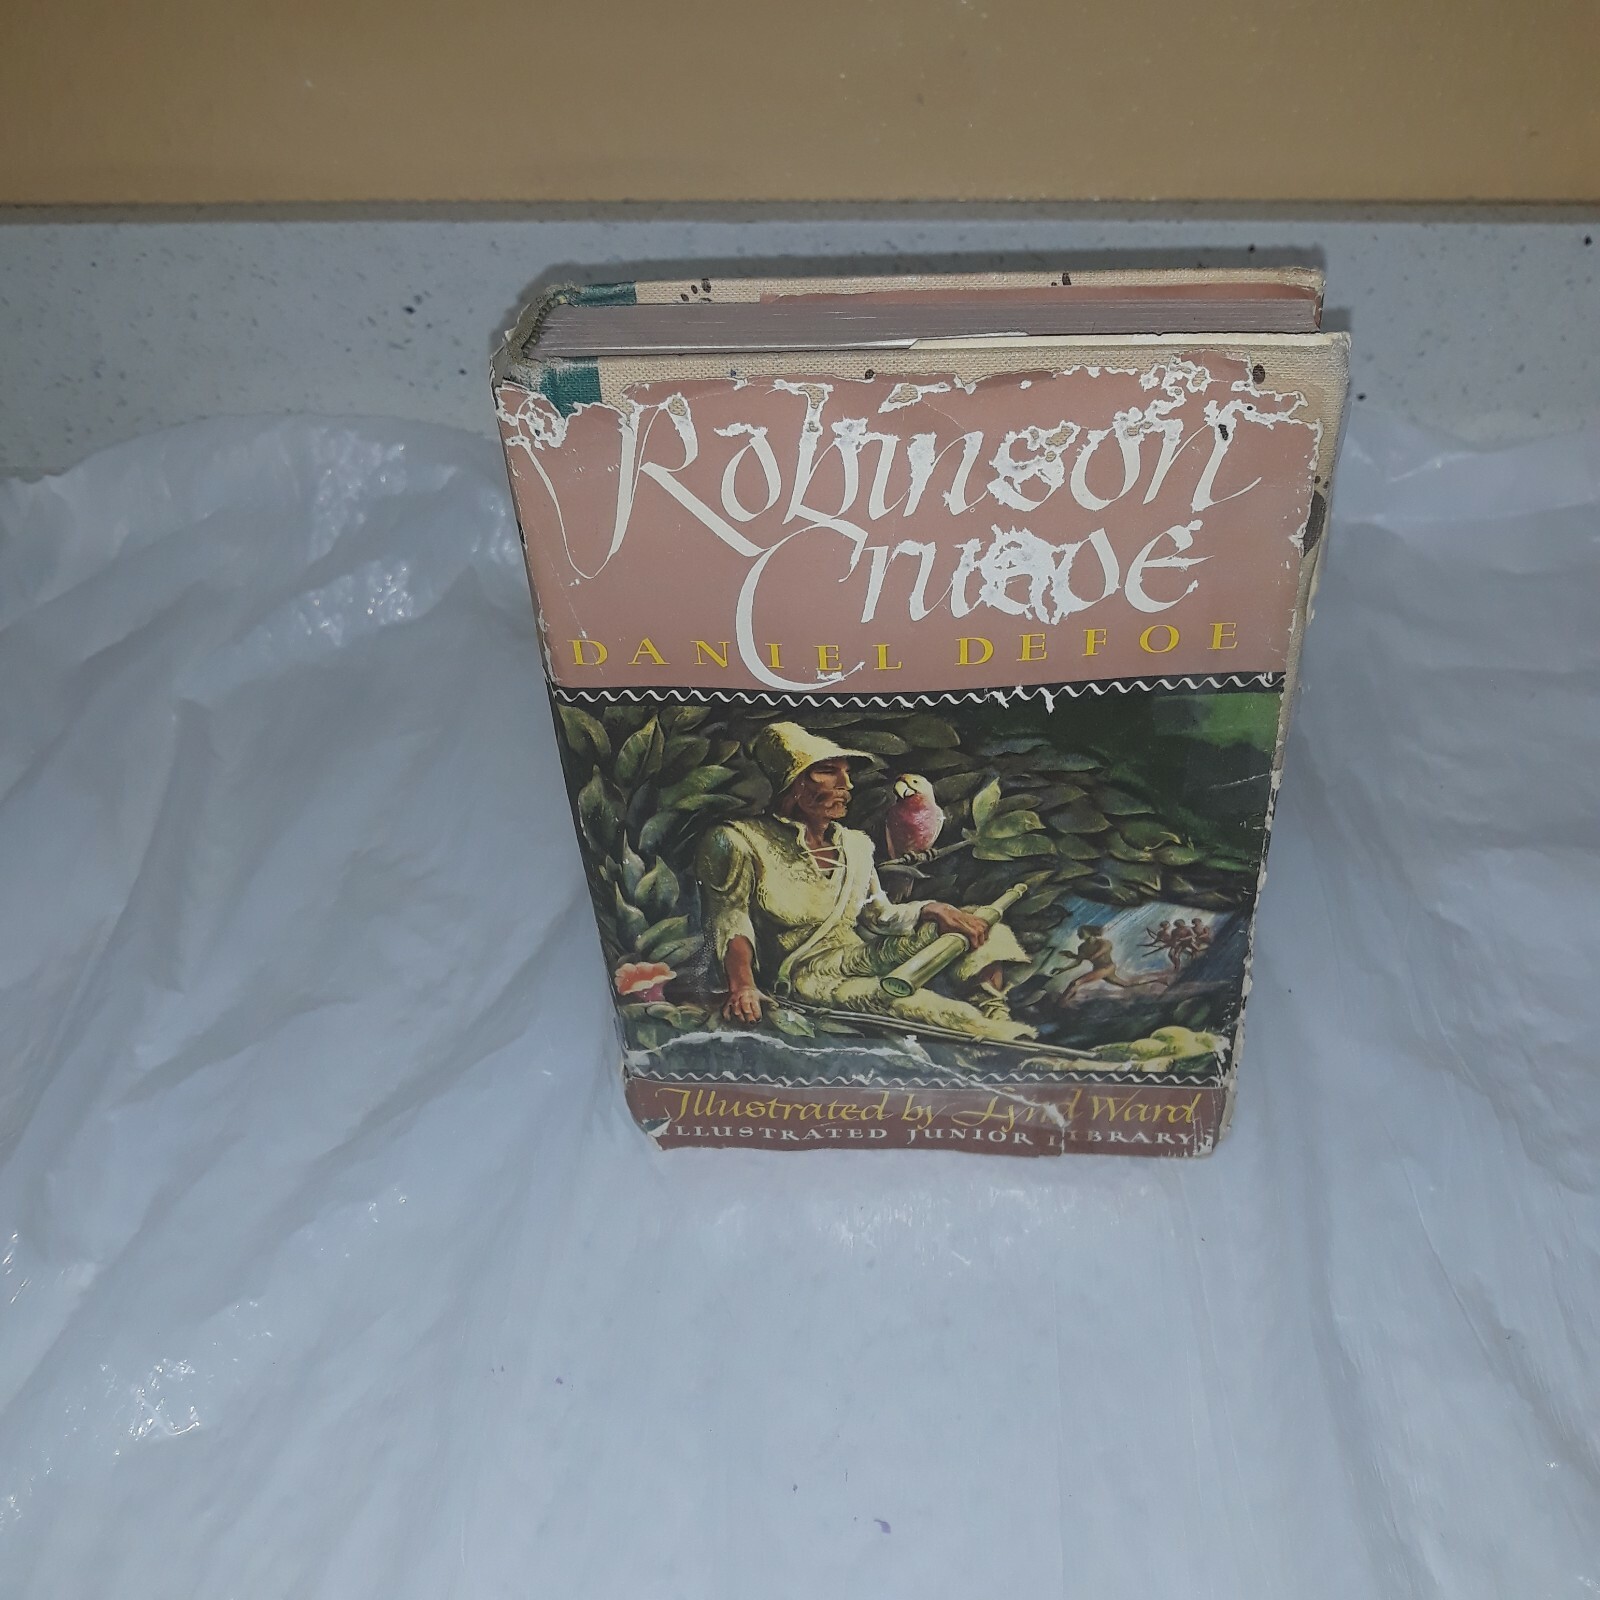 Robinson
Crusoe
DANIEL DEFOE
Illustrated by Lynd Ward
ILLUSTRATED JUNIOR LIBRARY